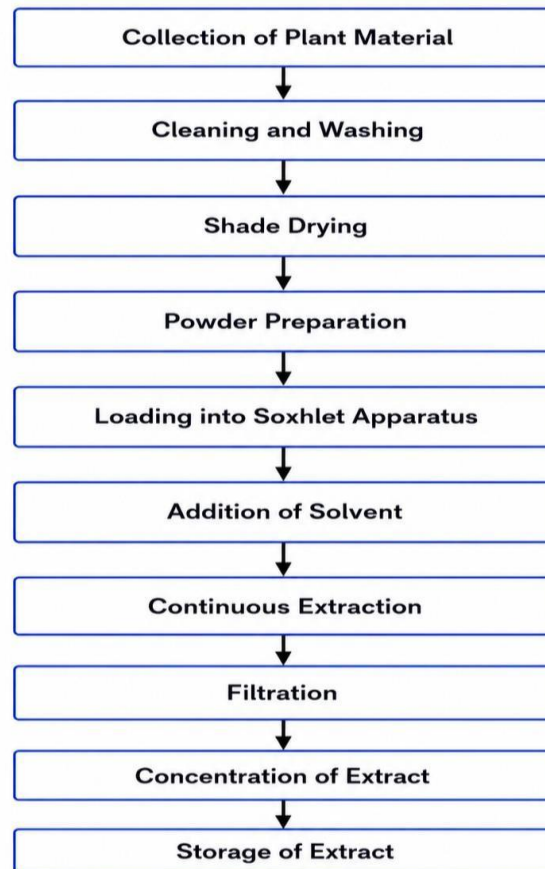 Collection of Plant Material
Cleaning and Washing
Shade Drying
Powder Preparation
Loading into Soxhlet Apparatus
Addition of Solvent
Continuous Extraction
Filtration
Concentration of Extract
Storage of Extract